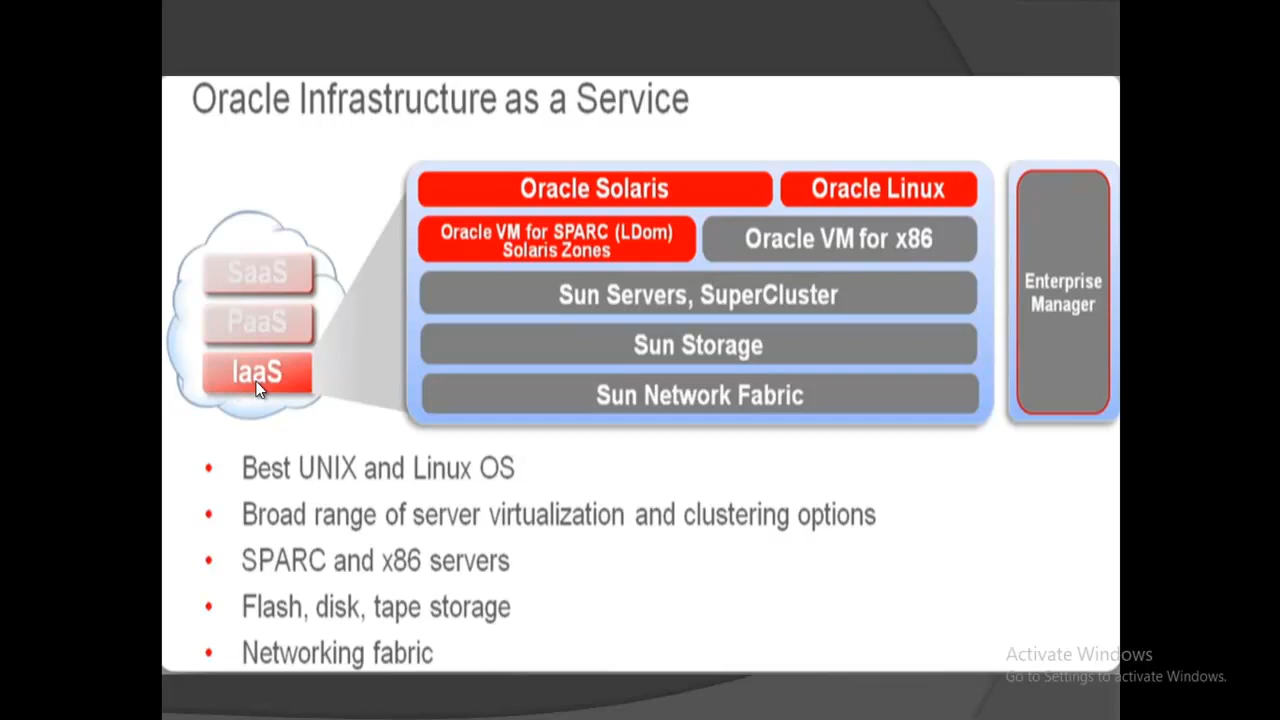 Oracle Infrastructure as a Service
Oracle Solaris
Oracle Linux
Oracle VM for SPARC (LDom)
Solaris Zones
Oracle VM for x86
Sun Servers, SuperCluster
Sun Storage
Sun Network Fabric
Enterprise
Manager
SaaS
PaaS
IaaS
• Best UNIX and Linux OS
• Broad range of server virtualization and clustering options
• SPARC and x86 servers
• Flash, disk, tape storage
• Networking fabric
Activate Windows
Go to Settings to activate Windows.